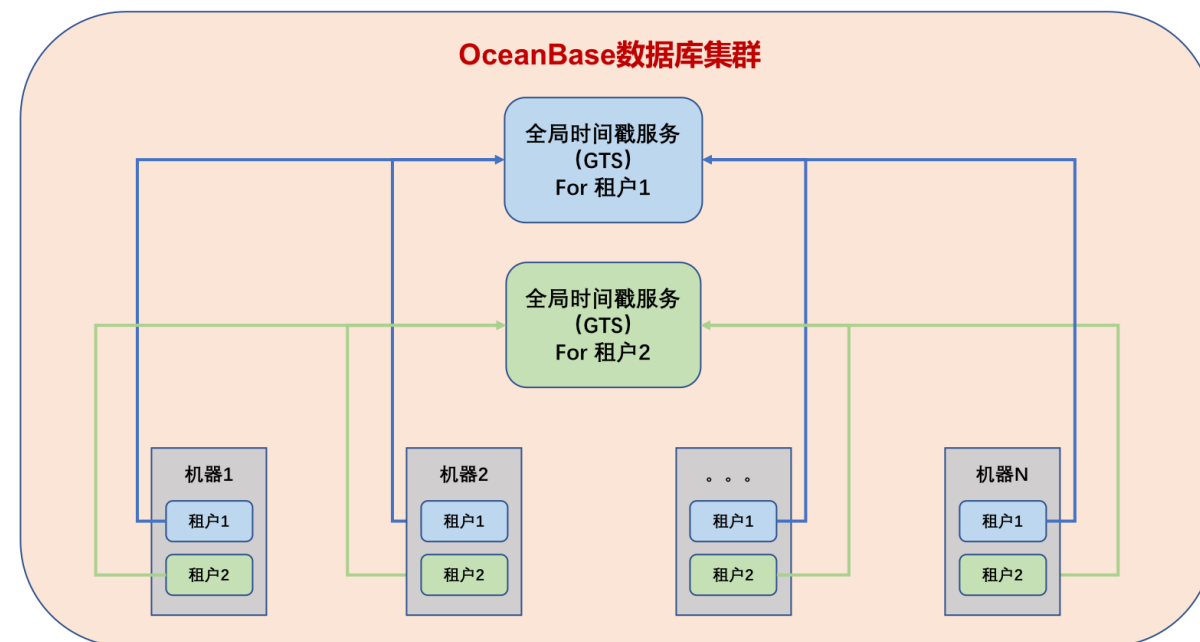 OceanBase数据库集群
全局时间戳服务
（GTS）
For 租户1
全局时间戳服务
（GTS）
For 租户2
机器1
租户1
租户2
机器2
租户1
租户2
。。。
租户1
租户2
机器N
租户1
租户2